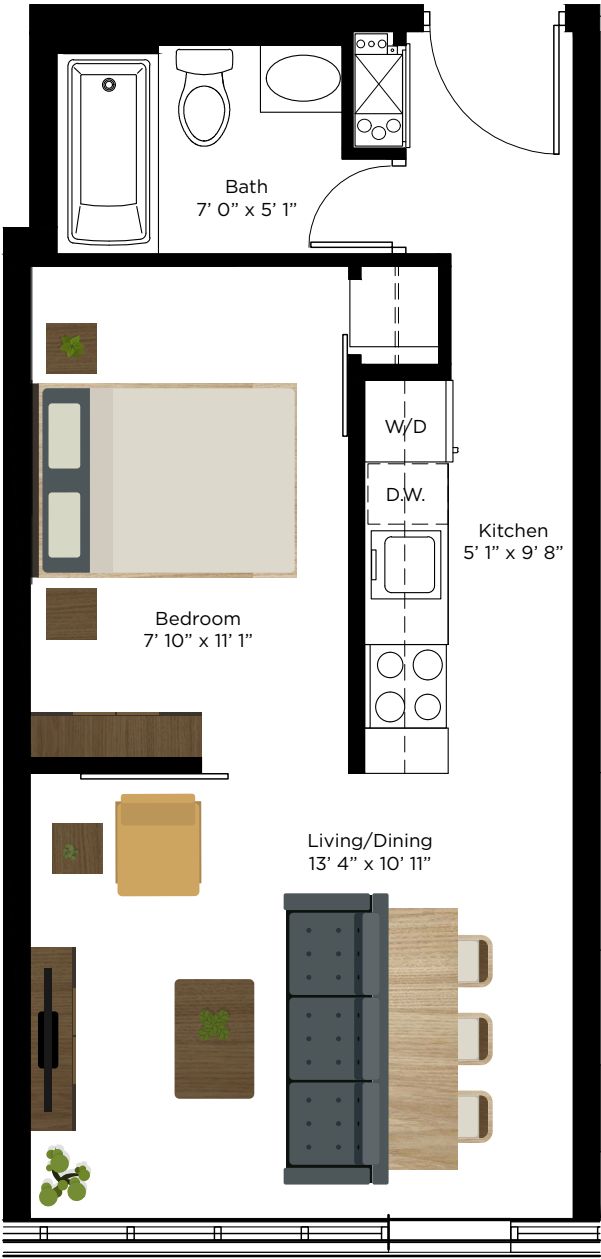 Bath
7’ 0” x 5’ 1”
W/D
D.W.
Kitchen
5’ 1” x 9’ 8”
Bedroom
7’ 10” x 11’ 1”
Living/Dining
13’ 4” x 10’ 11”